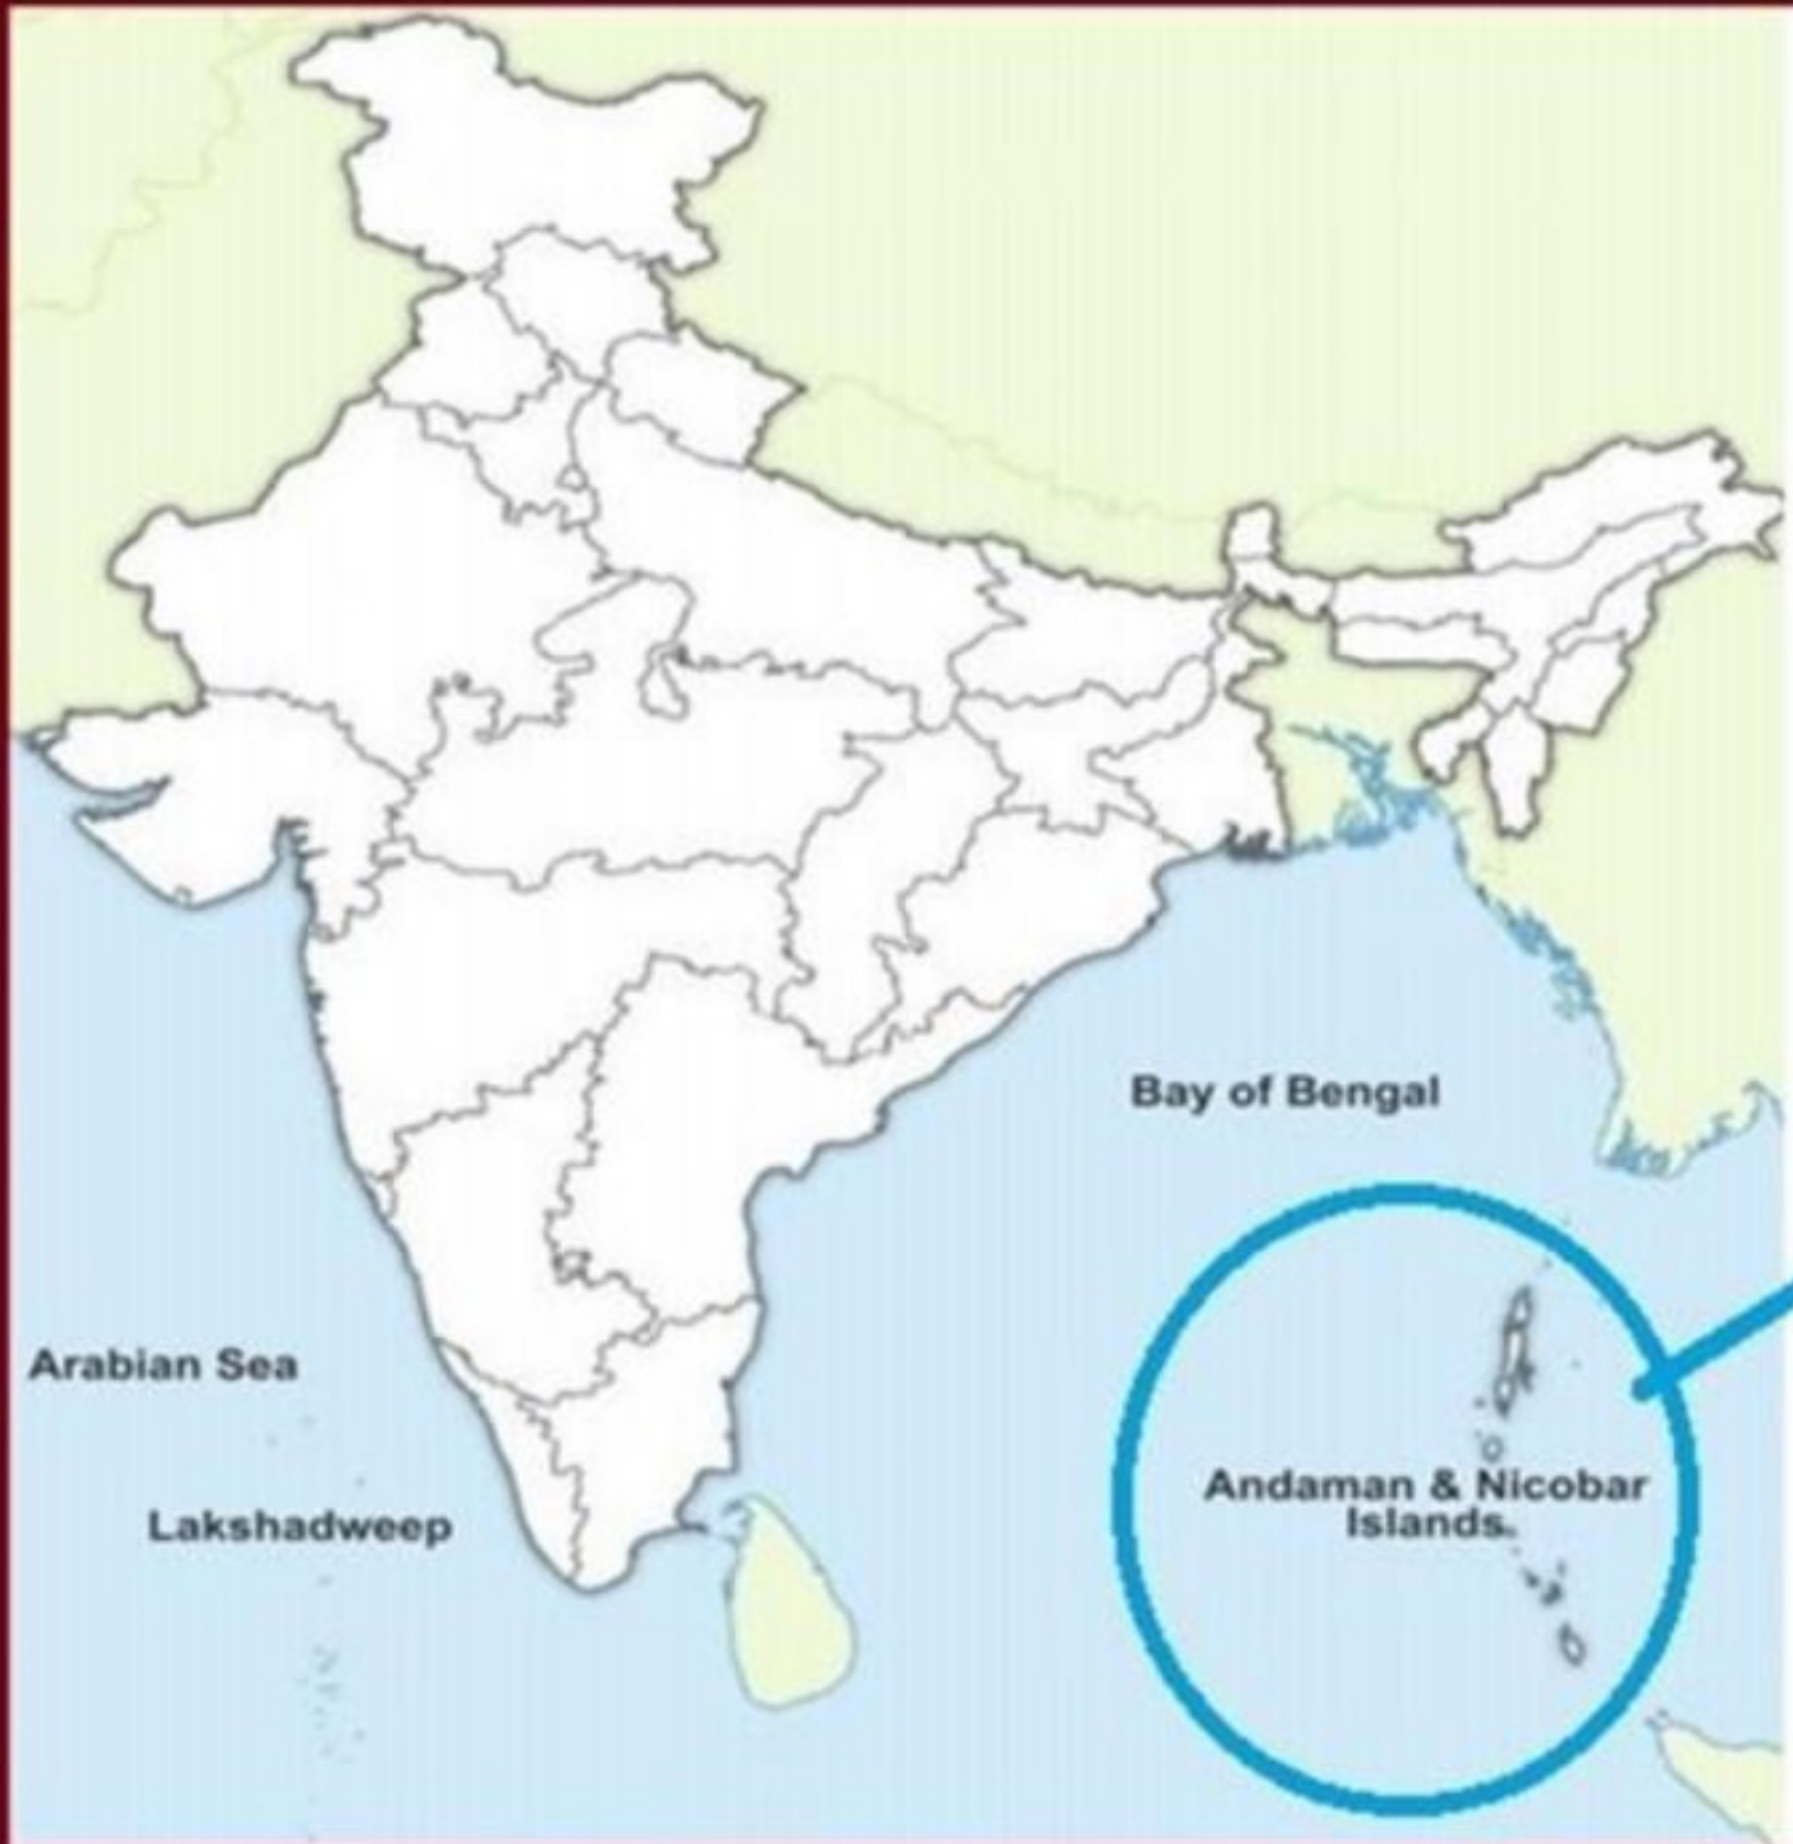 Bay of Bengal
Arabian Sea
Andaman & Nicobar
Islands
Lakshadweep